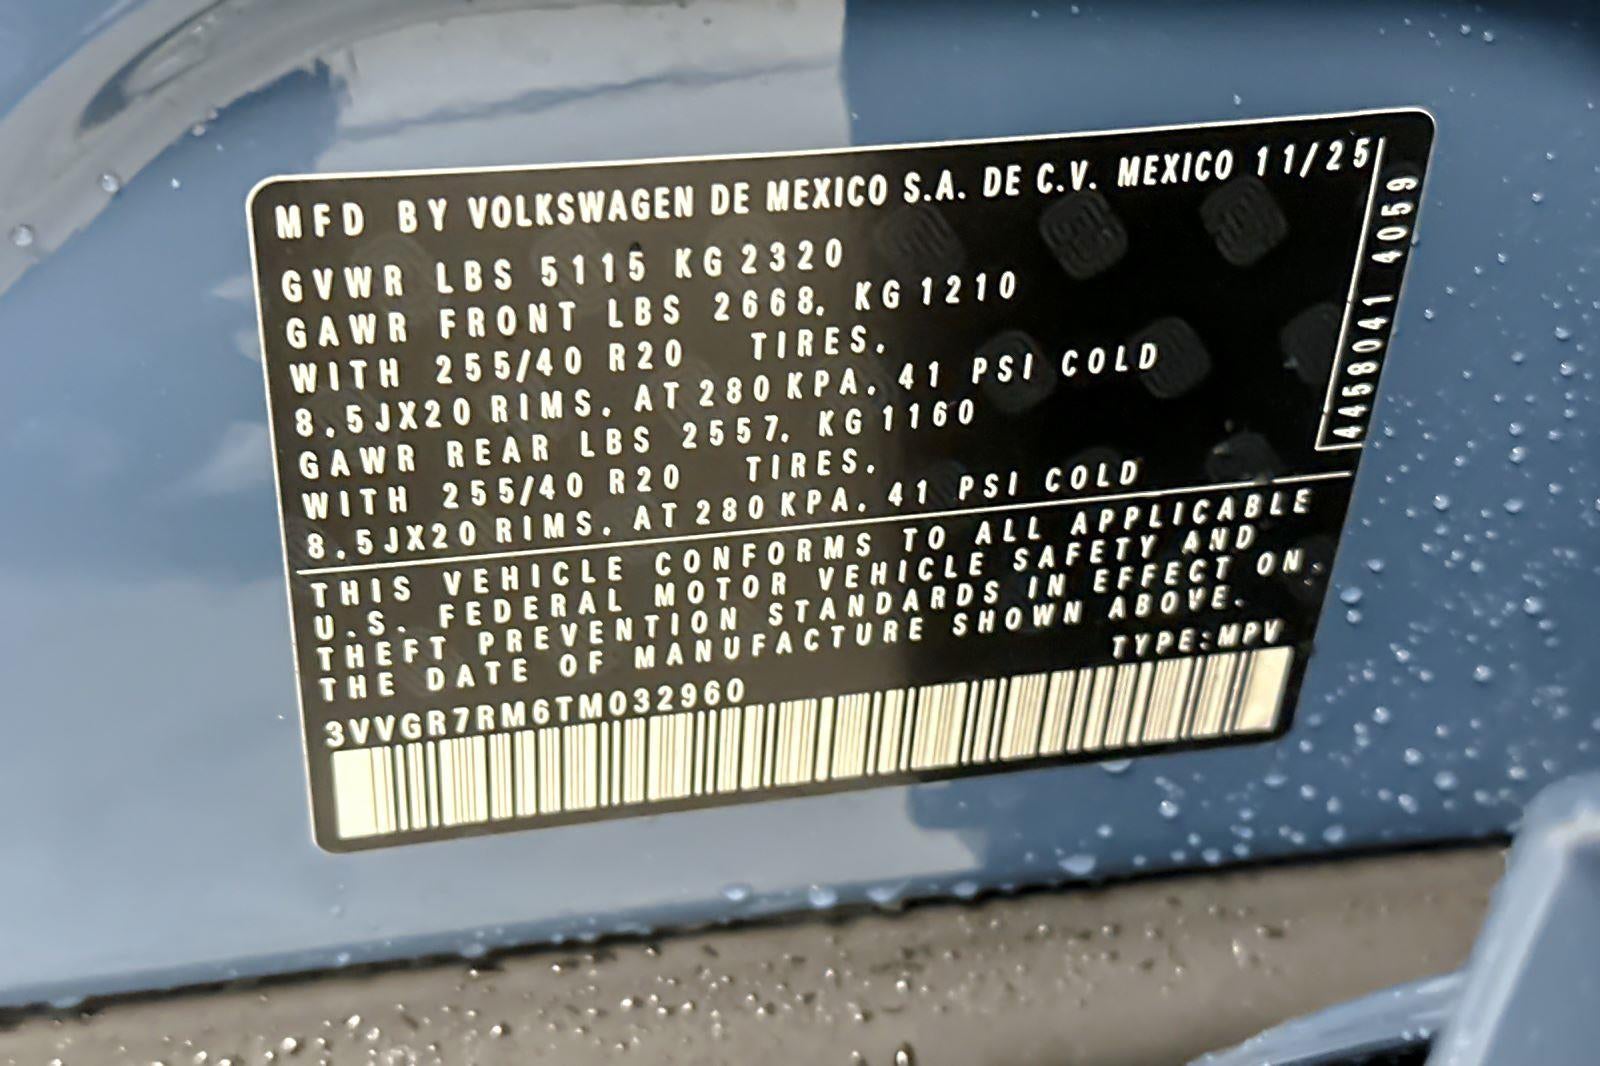 MFD BY VOLKSWAGEN DE MEXICO S.A. DE C.V. MEXICO 11/25
GVWR LBS 5115 KG 2320
GAWR FRONT LBS 2668. KG 1210
WITH 255/40 R20 TIRES.
8.5JX20 RIMS. AT 280 KPA. 41 PSI COLD
GAWR REAR LBS 2557. KG 1160
WITH 255/40 R20 TIRES.
8.5JX20 RIMS. AT 280 KPA. 41 PSI COLD
4458041 4059
THIS VEHICLE CONFORMS TO ALL APPLICABLE
U.S. FEDERAL MOTOR VEHICLE SAFETY AND
THEFT PREVENTION STANDARDS IN EFFECT ON
THE DATE OF MANUFACTURE SHOWN ABOVE.
TYPE:MPV
3VVGR7RM6TM032960